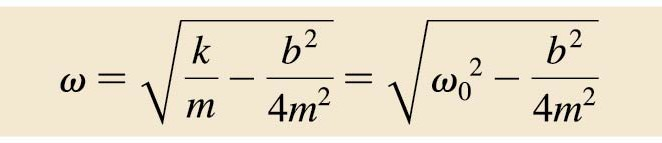 ω = √(k/m − b²/4m²) = √(ω₀² − b²/4m²)